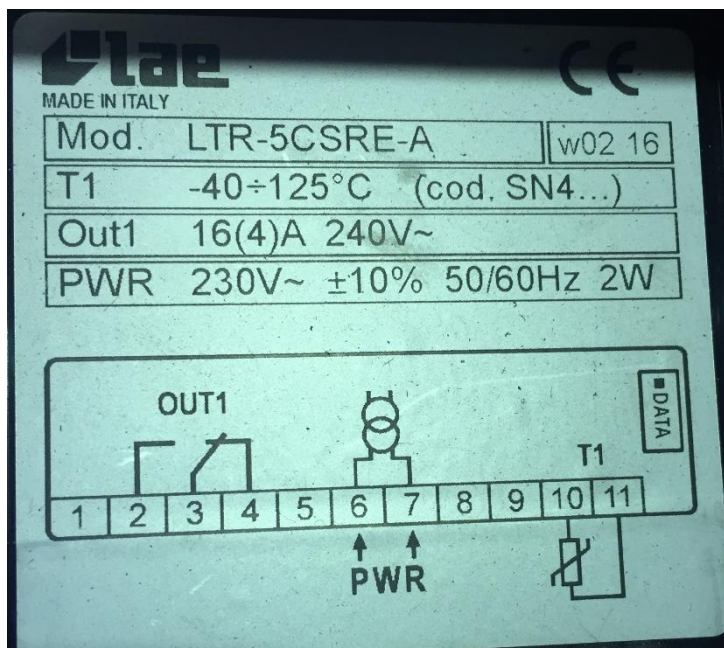 lae
CE
MADE IN ITALY
Mod. LTR-5CSRE-A w02 16
T1 -40÷125°C (cod. SN4...)
Out1 16(4)A 240V~
PWR 230V~ ±10% 50/60Hz 2W
OUT1
DATA
T1
1 2 3 4 5 6 7 8 9 10 11
PWR